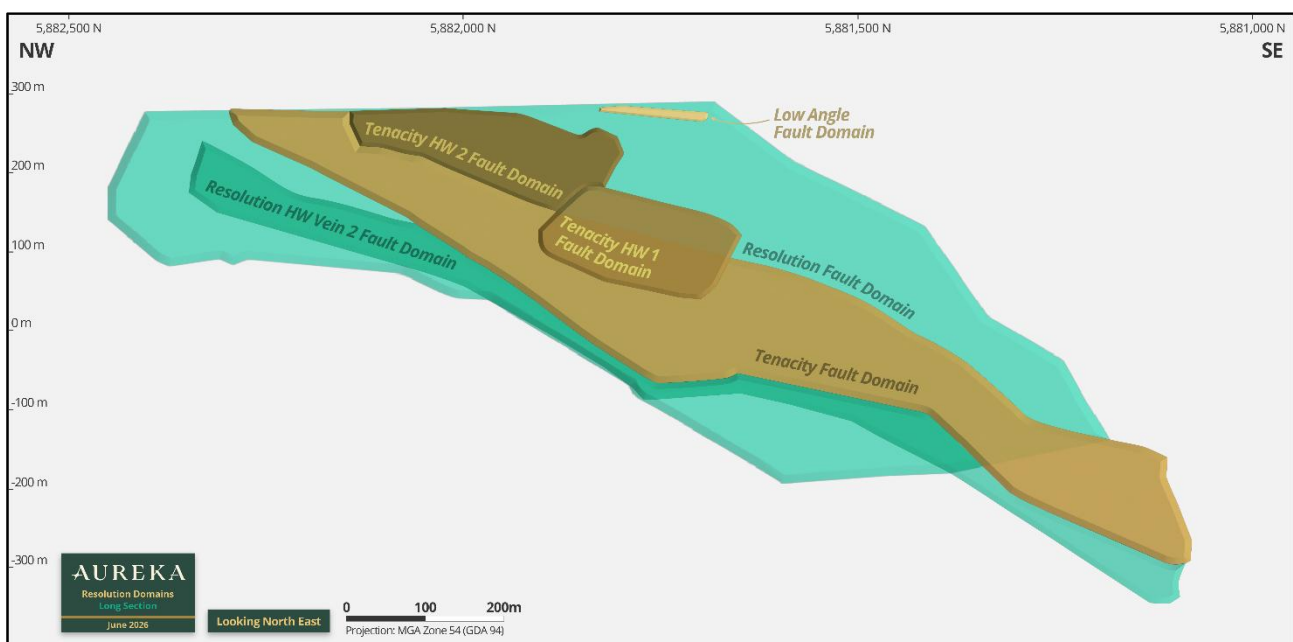 5,882,500 N
5,882,000 N
5,881,500 N
5,881,000 N
NW
SE
300 m
200 m
100 m
0 m
-100 m
-200 m
-300 m
Low Angle
Fault Domain
Tenacity HW 2 Fault Domain
Resolution HW Vein 2 Fault Domain
Tenacity HW 1
Fault Domain
Resolution Fault Domain
Tenacity Fault Domain
AUREKA
Resolution Domains
Long Section
June 2026
Looking North East
0 100 200m
Projection: MGA Zone 54 (GDA 94)